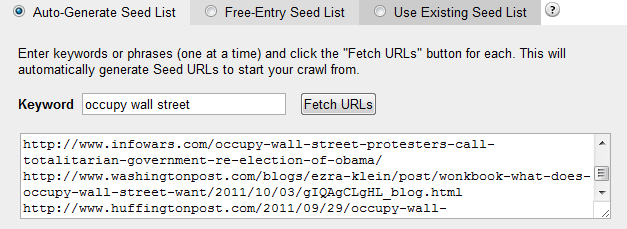 Auto-Generate Seed List Free-Entry Seed List Use Existing Seed List ?
Enter keywords or phrases (one at a time) and click the "Fetch URLs" button for each. This will
automatically generate Seed URLs to start your crawl from.
Keyword occupy wall street Fetch URLs
http://www.infowars.com/occupy-wall-street-protesters-call-
totalitarian-government-re-election-of-obama/
http://www.washingtonpost.com/blogs/ezra-klein/post/wonkbook-what-does-
occupy-wall-street-want/2011/10/03/gIQAgCLgHL_blog.html
http://www.huffingtonpost.com/2011/09/29/occupy-wall-